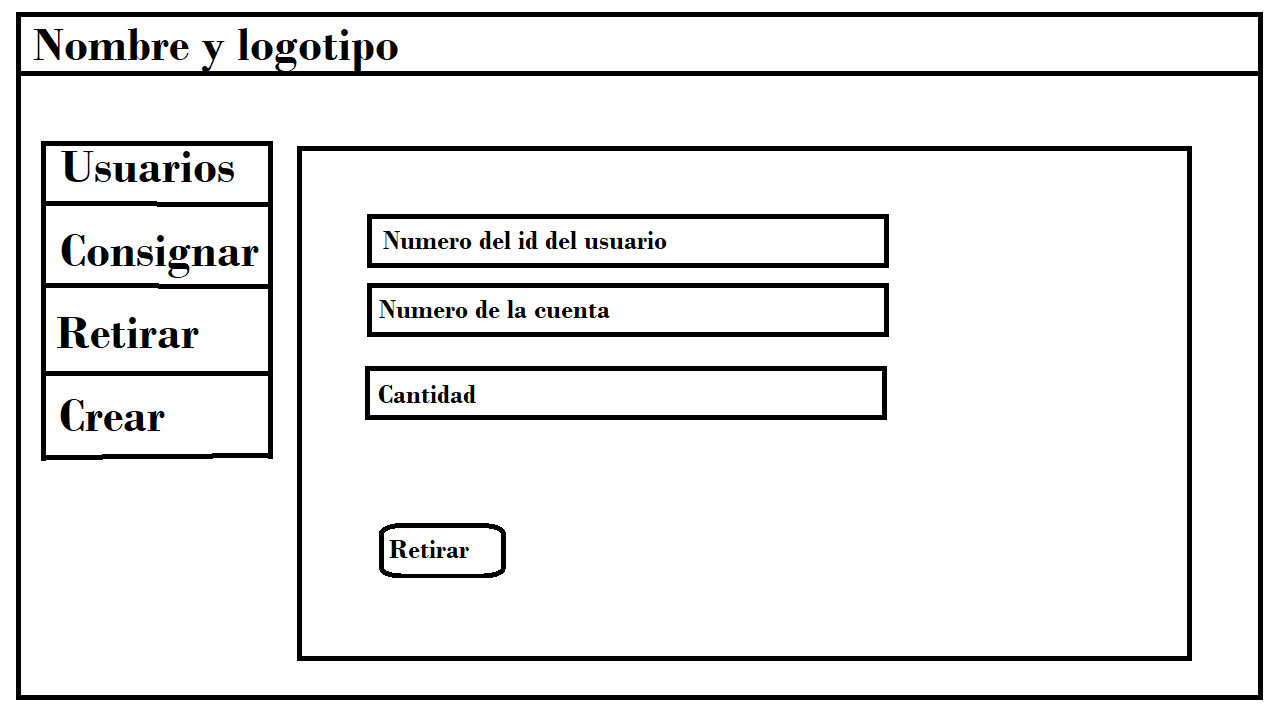 Nombre y logotipo
Usuarios
Consignar
Retirar
Crear
Numero del id del usuario
Numero de la cuenta
Cantidad
Retirar